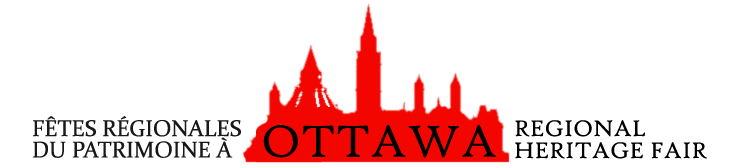 FÊTES RÉGIONALES
DU PATRIMOINE À
OTTAWA
REGIONAL
HERITAGE FAIR